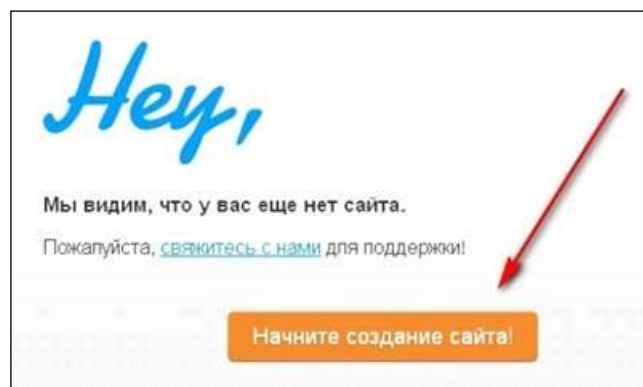 Hey,
Мы видим, что у вас еще нет сайта.
Пожалуйста, свяжитесь с нами для поддержки!
Начните создание сайта!